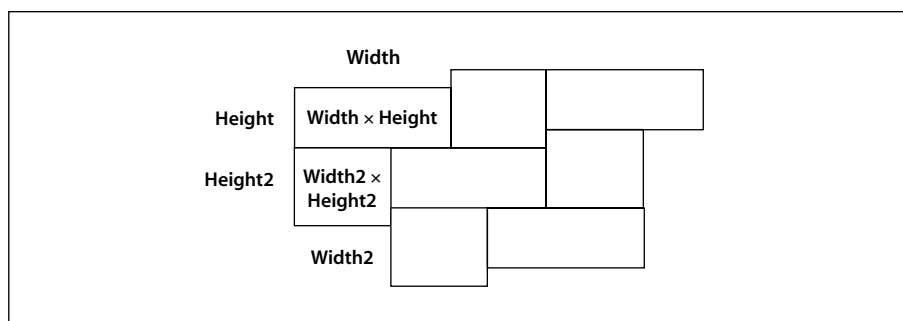 Width
Height
Width × Height
Height2
Width2 ×
Height2
Width2